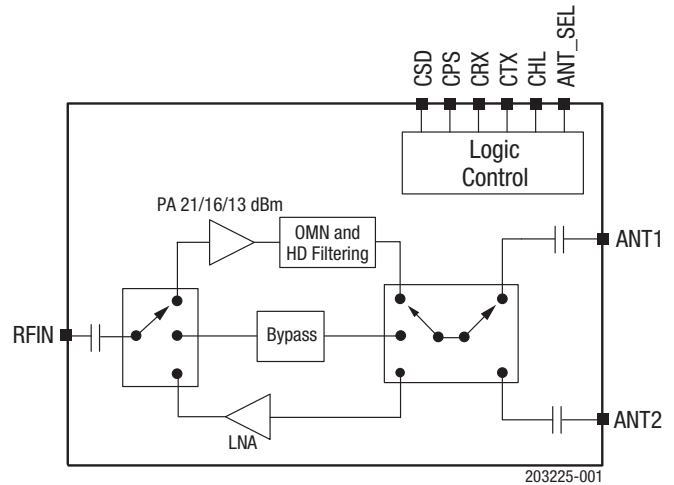 CSD
CPS
CRX
CTX
CHL
ANT_SEL
Logic
Control
PA 21/16/13 dBm
OMN and
HD Filtering
ANT1
RFIN
Bypass
LNA
ANT2
203225-001